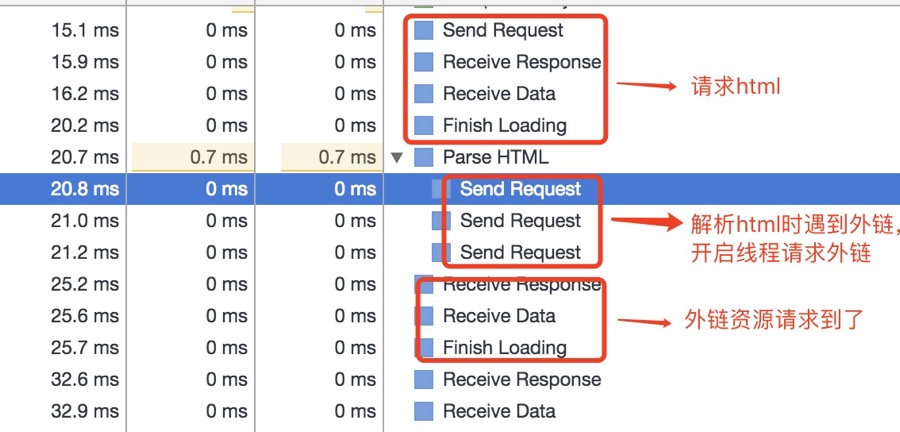 15.1 ms 0 ms 0 ms Send Request
15.9 ms 0 ms 0 ms Receive Response
16.2 ms 0 ms 0 ms Receive Data
20.2 ms 0 ms 0 ms Finish Loading
请求html
20.7 ms 0.7 ms 0.7 ms ▼ Parse HTML
20.8 ms 0 ms 0 ms Send Request
21.0 ms 0 ms 0 ms Send Request
21.2 ms 0 ms 0 ms Send Request
解析html时遇到外链,
开启线程请求外链
25.2 ms 0 ms 0 ms Receive Response
25.6 ms 0 ms 0 ms Receive Data
25.7 ms 0 ms 0 ms Finish Loading
外链资源请求到了
32.6 ms 0 ms 0 ms Receive Response
32.9 ms 0 ms 0 ms Receive Data